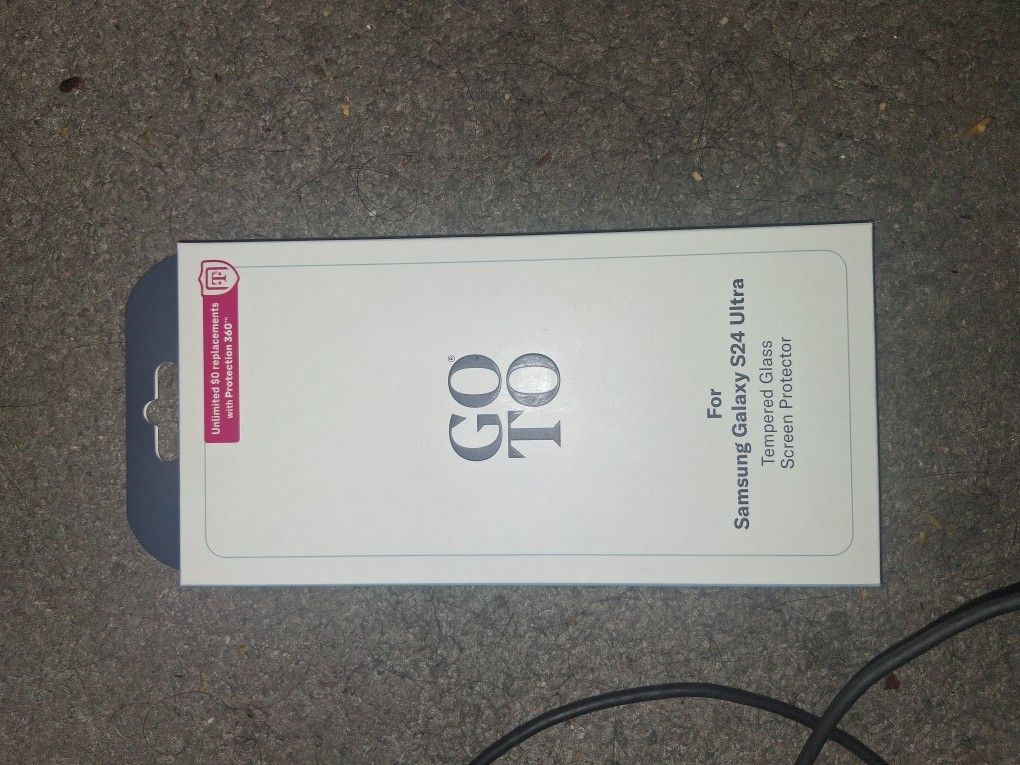 T
Unlimited $0 replacements
with Protection 360™
GO®
TO
For
Samsung Galaxy S24 Ultra
Tempered Glass
Screen Protector